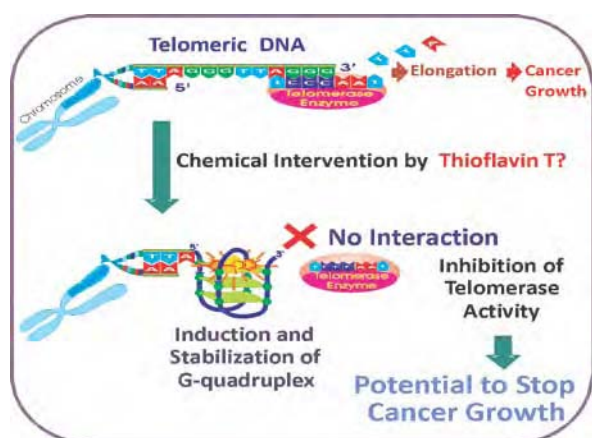 Telomeric DNA
3'
T T A G G G T T A G G G
A A
C C C A A
5'
Telomerase
Enzyme
Elongation
Cancer
Growth
Chromosome
Chemical Intervention by Thioflavin T?
5'
3'
T T A
A A
No Interaction
Telomerase
Enzyme
Inhibition of
Telomerase
Activity
Induction and
Stabilization of
G-quadruplex
Potential to Stop
Cancer Growth